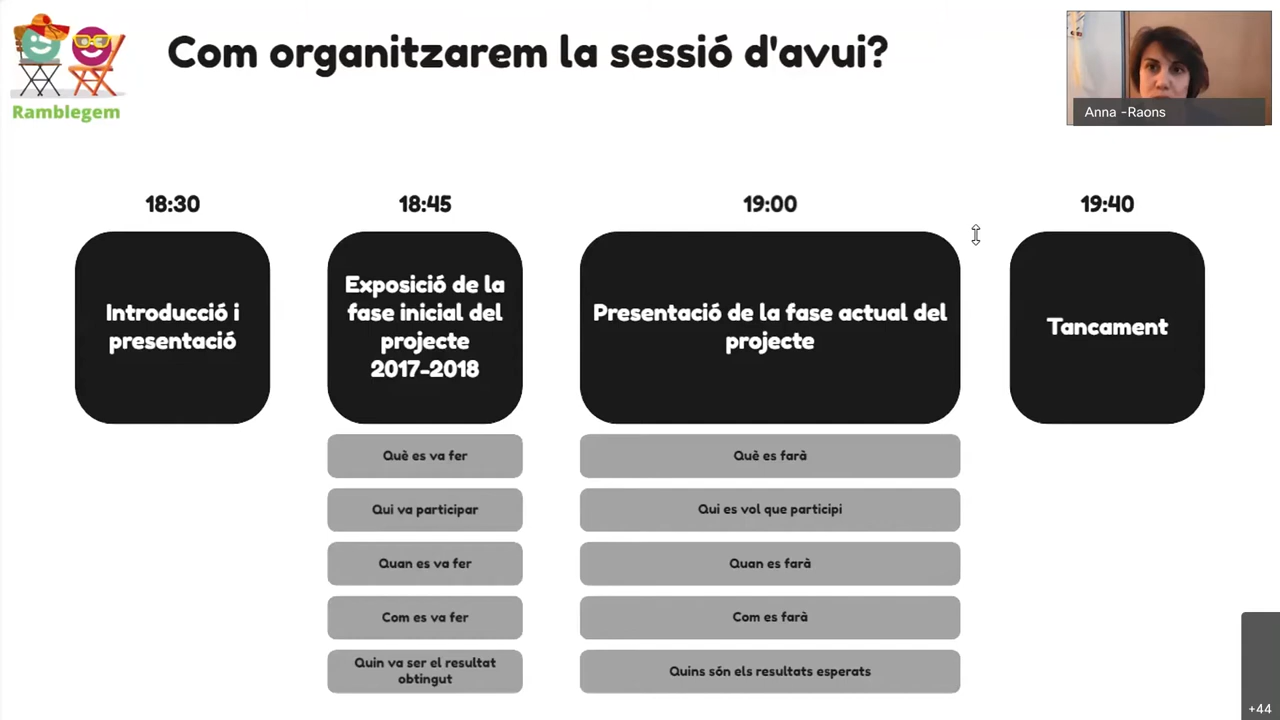 Com organitzarem la sessió d'avui?
Ramblegem
Anna -Raons
18:30
18:45
19:00
19:40
Introducció i
presentació
Exposició de la
fase inicial del
projecte
2017-2018
Presentació de la fase actual del
projecte
Tancament
Què es va fer
Qui va participar
Quan es va fer
Com es va fer
Quin va ser el resultat
obtingut
Què es farà
Qui es vol que participi
Quan es farà
Com es farà
Quins són els resultats esperats
+44